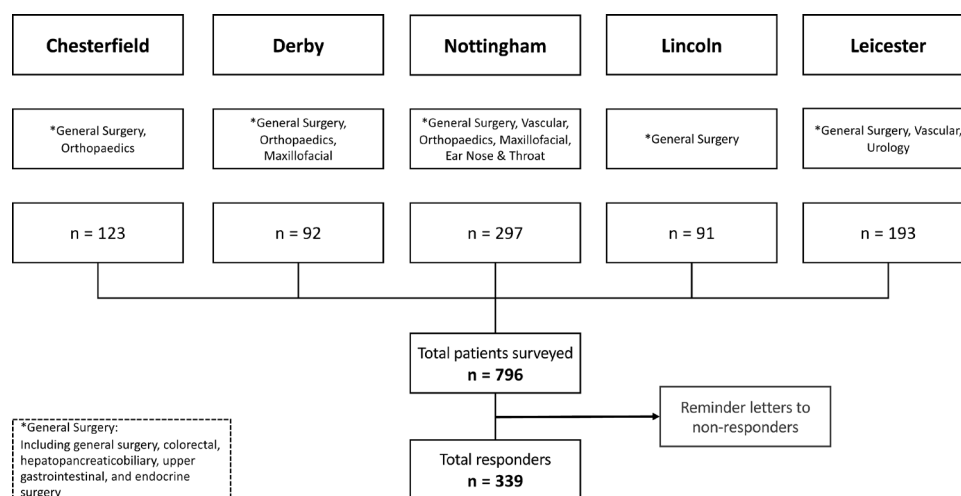 Chesterfield
Derby
Nottingham
Lincoln
Leicester
*General Surgery,
Orthopaedics
*General Surgery,
Orthopaedics,
Maxillofacial
*General Surgery, Vascular,
Orthopaedics, Maxillofacial,
Ear Nose & Throat
*General Surgery
*General Surgery, Vascular,
Urology
n = 123
n = 92
n = 297
n = 91
n = 193
Total patients surveyed
n = 796
Reminder letters to
non-responders
Total responders
n = 339
*General Surgery:
Including general surgery, colorectal,
hepatopancreaticobiliary, upper
gastrointestinal, and endocrine
surgery